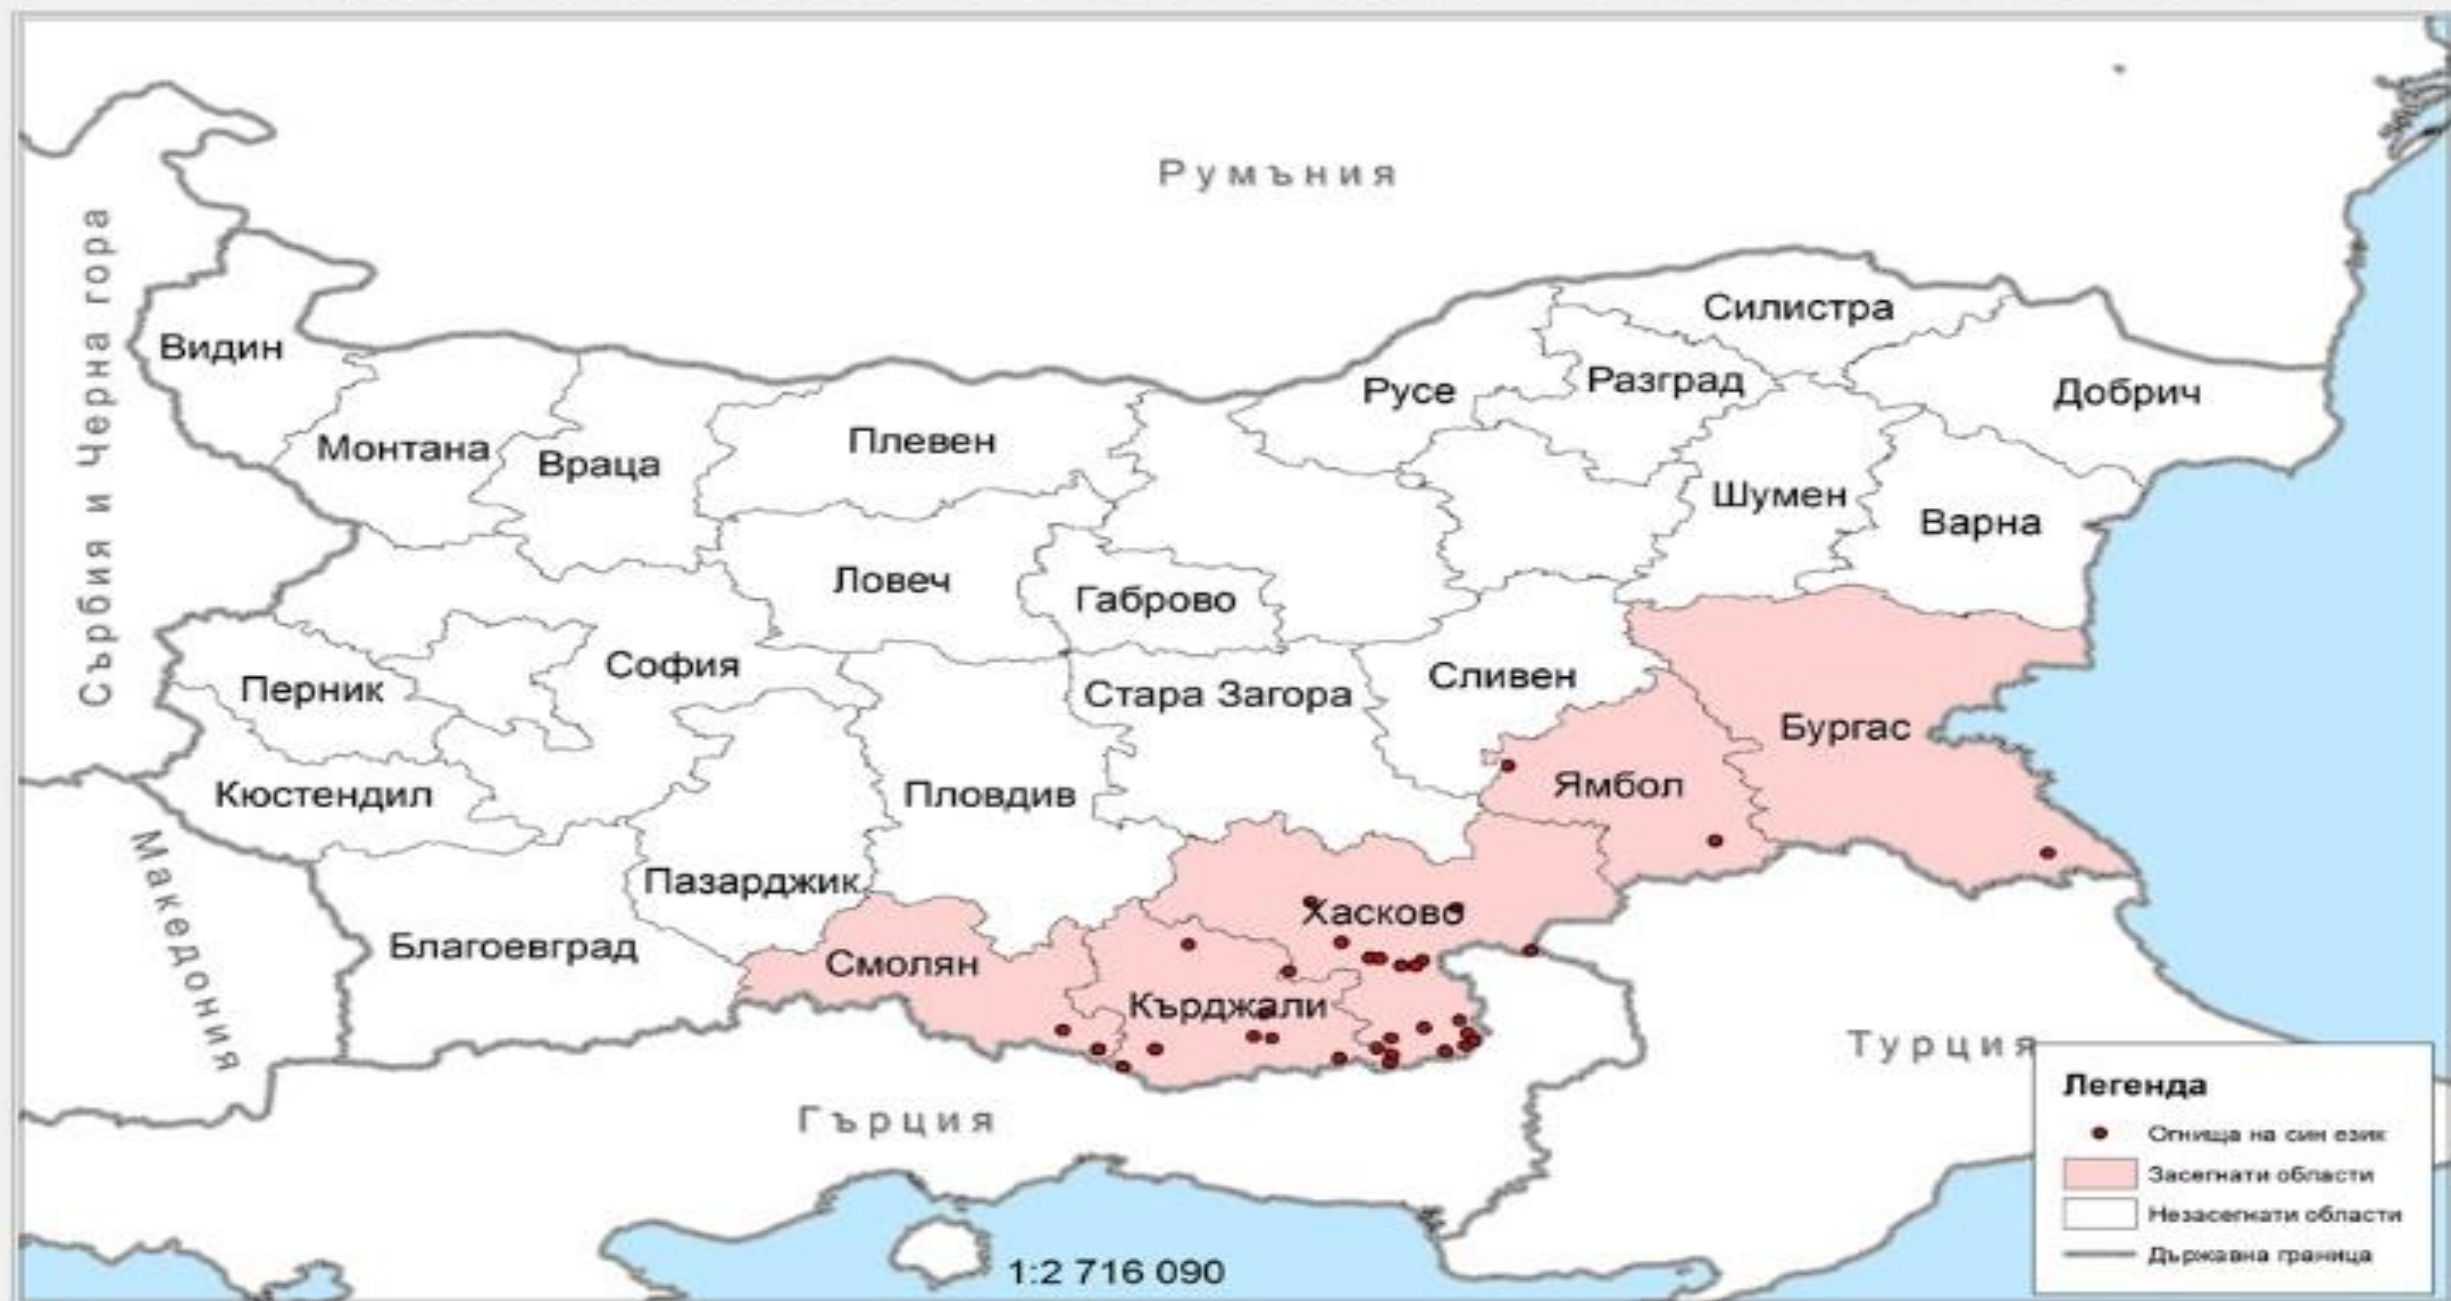 Румъния
Сърбия и Черна гора
Силистра
Видин
Разград
Русе
Добрич
Плевен
Монтана
Враца
Шумен
Варна
Ловеч
Габрово
София
Сливен
Перник
Стара Загора
Бургас
Ямбол
Кюстендил
Пловдив
Македония
Пазарджик
Хасково
Благоевград
Смолян
Кърджали
Турция
Гърция
Легенда
Огнища на син език
Засегнати области
Незасегнати области
Държавна граница
1:2 716 090